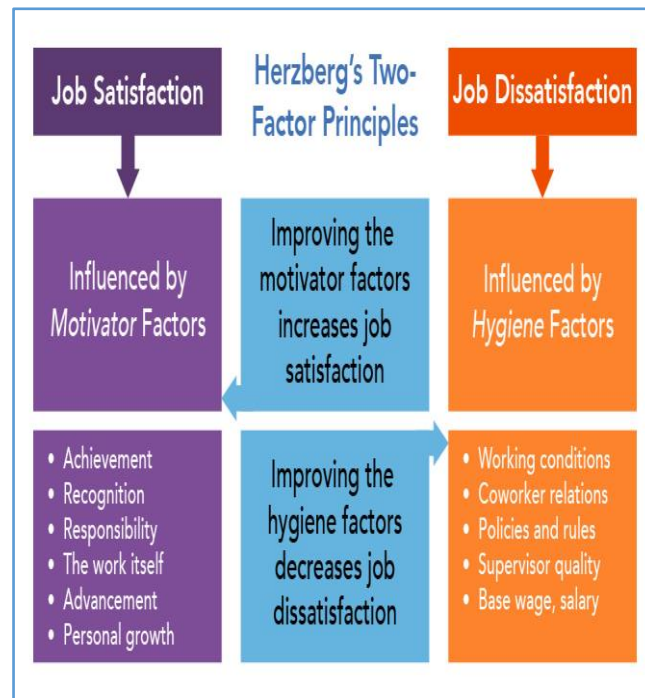 Job Satisfaction
Herzberg's Two-
Factor Principles
Job Dissatisfaction
Influenced by
Motivator Factors
Improving the
motivator factors
increases job
satisfaction
Influenced by
Hygiene Factors
• Achievement
• Recognition
• Responsibility
• The work itself
• Advancement
• Personal growth
Improving the
hygiene factors
decreases job
dissatisfaction
• Working conditions
• Coworker relations
• Policies and rules
• Supervisor quality
• Base wage, salary